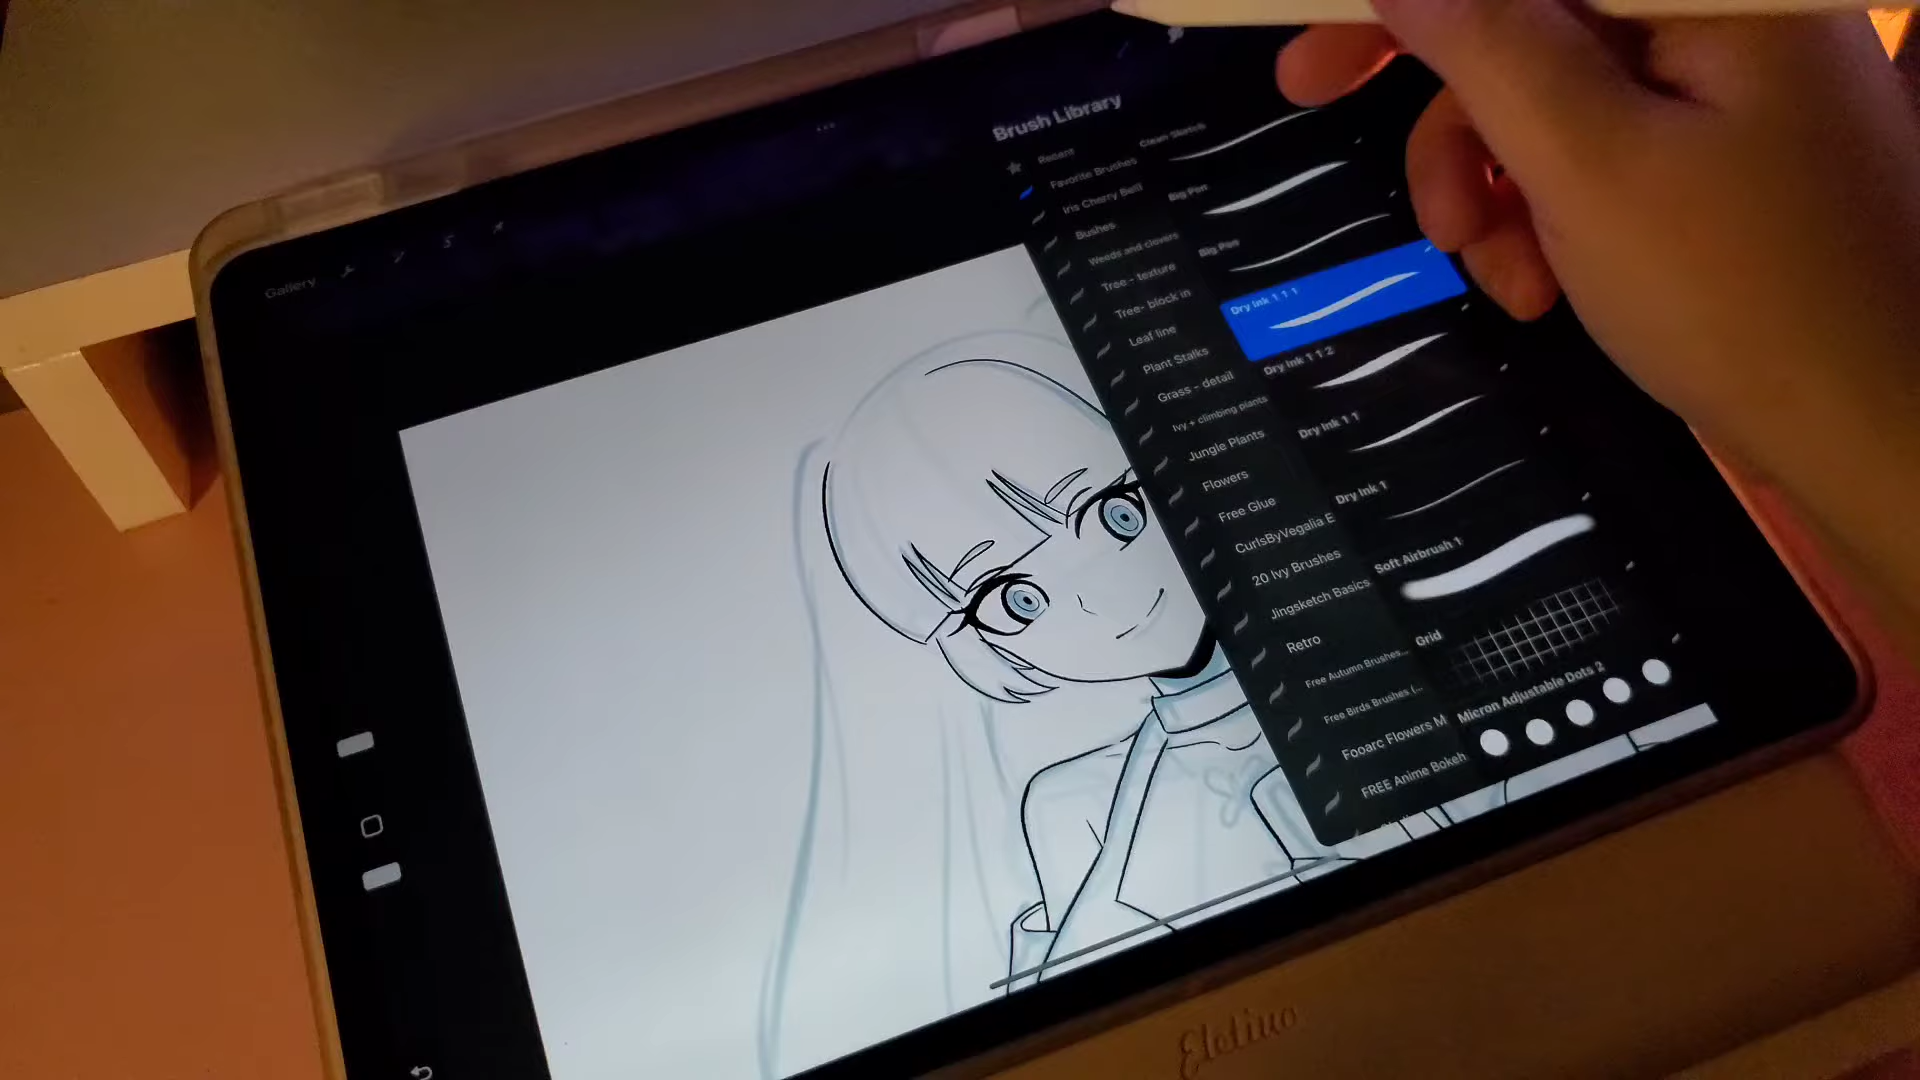 Gallery
Brush Library
Recent
Favorite Brushes
Iris Cherry Bell
Bushes
Weeds and clovers
Tree - texture
Tree- block in
Leaf line
Plant Stalks
Grass - detail
Ivy + climbing plants
Jungle Plants
Flowers
Free Glue
CurlsByVegalia E
20 Ivy Brushes
Jingsketch Basics
Retro
Free Autumn Brushes...
Free Birds Brushes (...
Fooarc Flowers M
FREE Anime Bokeh
Clean Sketch
Big Pen
Big Pen
Dry Ink 1 1 1
Dry Ink 1 1 2
Dry Ink 1 1
Dry Ink 1
Soft Airbrush 1
Grid
Micron Adjustable Dots 2